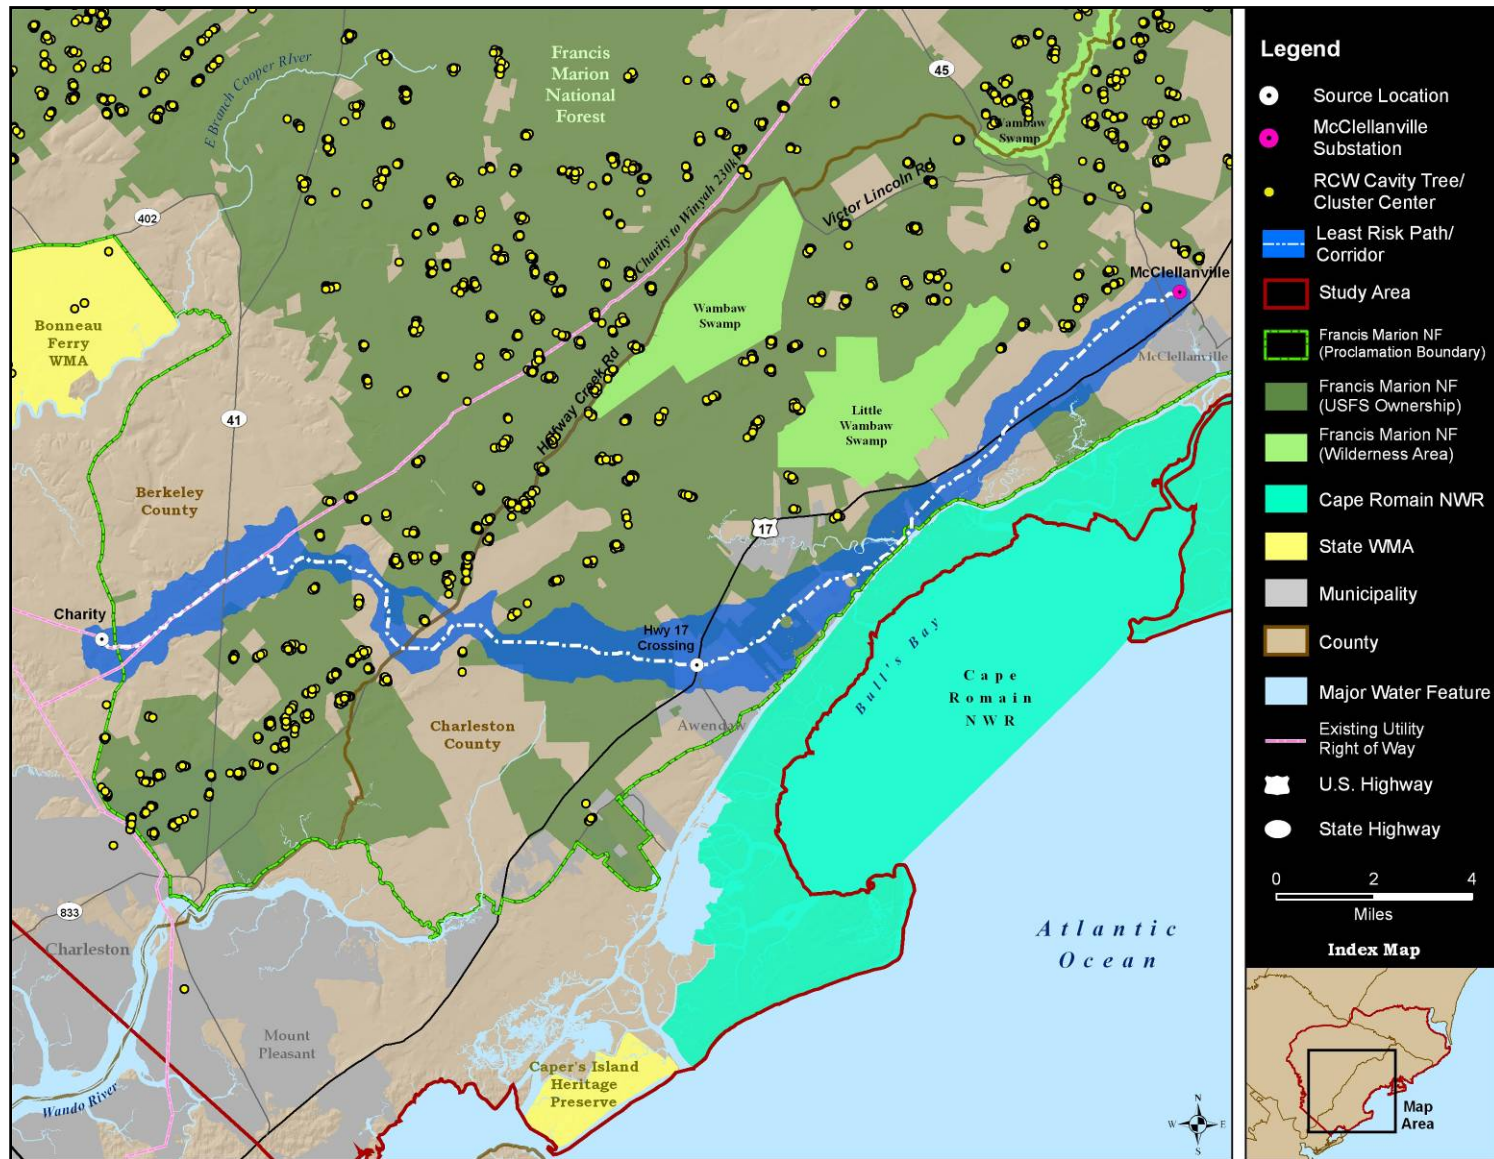 Francis
Marion
National
Forest
E Branch Cooper River
45
Wambaw
Swamp
402
Charity to Winyah 230kV
Victor Lincoln Rd
McClellanville
Bonneau
Ferry
WMA
Wambaw
Swamp
McClellanville
41
Halfway Creek Rd
Little
Wambaw
Swamp
Berkeley
County
17
Charity
Hwy 17
Crossing
Bull's Bay
Cape
Romain
NWR
Charleston
County
Awendaw
833
Charleston
Atlantic
Ocean
Mount
Pleasant
Caper's Island
Heritage
Preserve
Wando River
N
W E
S
Legend
Source Location
McClellanville
Substation
RCW Cavity Tree/
Cluster Center
Least Risk Path/
Corridor
Study Area
Francis Marion NF
(Proclamation Boundary)
Francis Marion NF
(USFS Ownership)
Francis Marion NF
(Wilderness Area)
Cape Romain NWR
State WMA
Municipality
County
Major Water Feature
Existing Utility
Right of Way
U.S. Highway
State Highway
0 2 4
Miles
Index Map
Map
Area